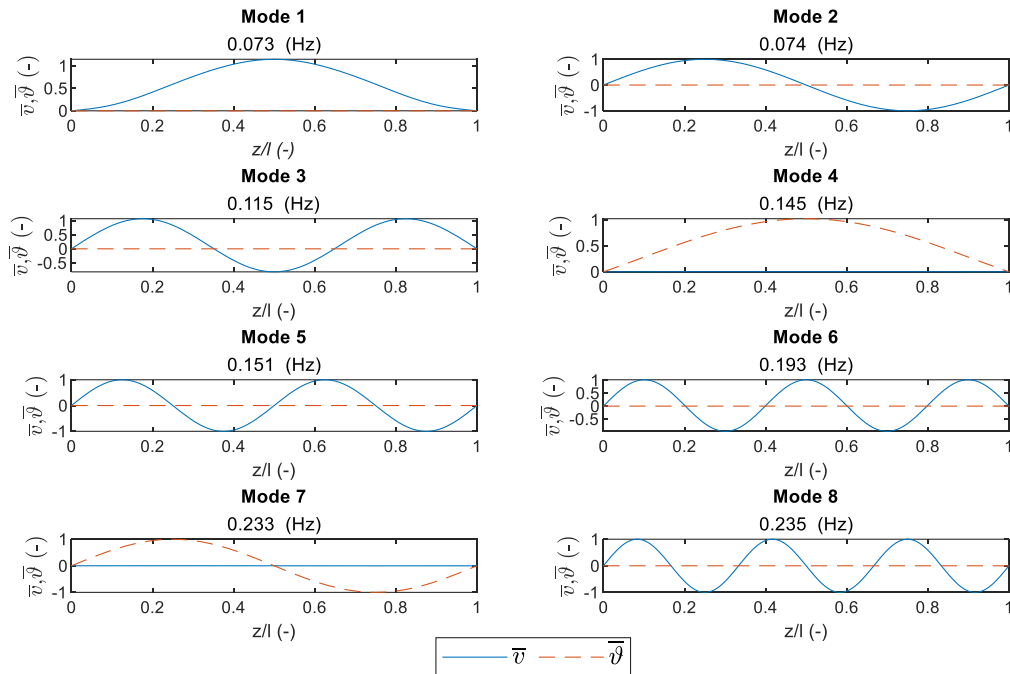 Mode 1
0.073 (Hz)
v̅,ϑ̅ (-)
1
0.5
0
0 0.2 0.4 0.6 0.8 1
z/l (-)
Mode 2
0.074 (Hz)
v̅,ϑ̅ (-)
1
0
-1
0 0.2 0.4 0.6 0.8 1
z/l (-)
Mode 3
0.115 (Hz)
v̅,ϑ̅ (-)
1
0.5
0
-0.5
0 0.2 0.4 0.6 0.8 1
z/l (-)
Mode 4
0.145 (Hz)
v̅,ϑ̅ (-)
1
0.5
0
0 0.2 0.4 0.6 0.8 1
z/l (-)
Mode 5
0.151 (Hz)
v̅,ϑ̅ (-)
1
0
-1
0 0.2 0.4 0.6 0.8 1
z/l (-)
Mode 6
0.193 (Hz)
v̅,ϑ̅ (-)
1
0.5
0
-0.5
0 0.2 0.4 0.6 0.8 1
z/l (-)
Mode 7
0.233 (Hz)
v̅,ϑ̅ (-)
1
0
-1
0 0.2 0.4 0.6 0.8 1
z/l (-)
Mode 8
0.235 (Hz)
v̅,ϑ̅ (-)
1
0
-1
0 0.2 0.4 0.6 0.8 1
z/l (-)
v̅ ϑ̅